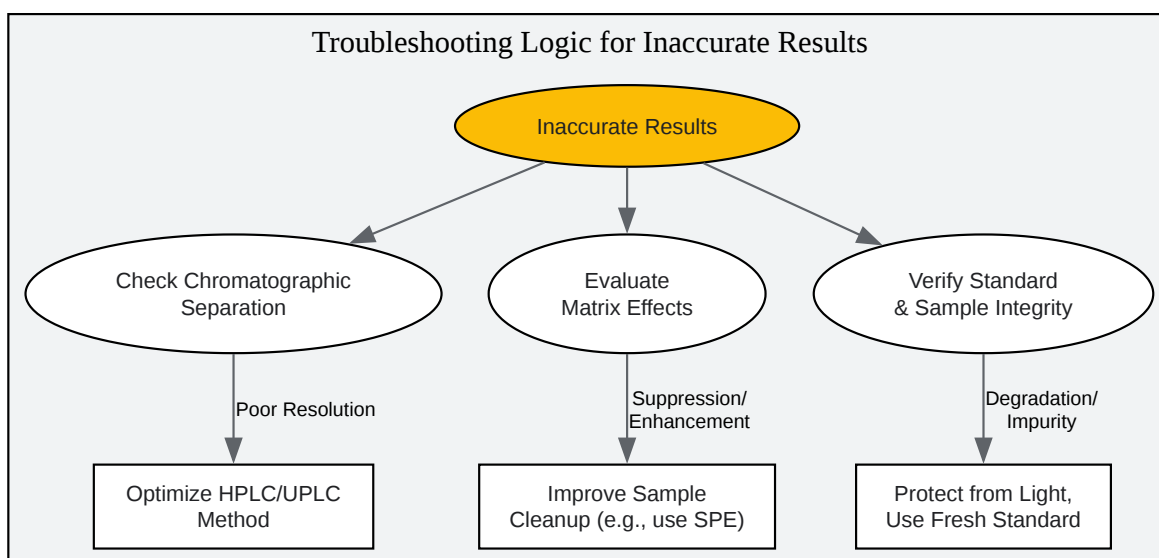 Troubleshooting Logic for Inaccurate Results
Inaccurate Results
Check Chromatographic
Separation
Evaluate
Matrix Effects
Verify Standard
& Sample Integrity
Poor Resolution
Suppression/
Enhancement
Degradation/
Impurity
Optimize HPLC/UPLC
Method
Improve Sample
Cleanup (e.g., use SPE)
Protect from Light,
Use Fresh Standard